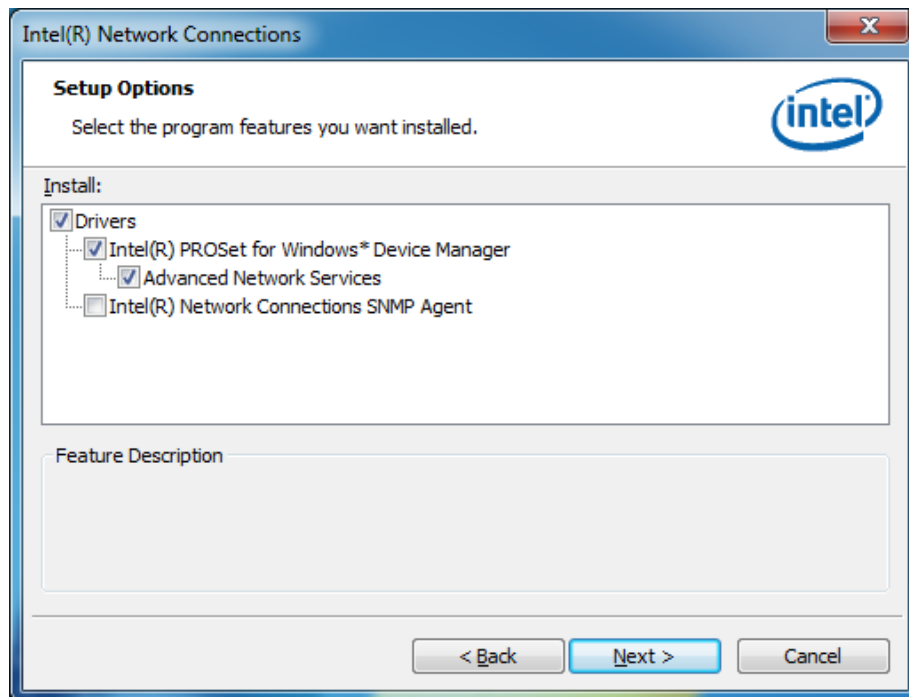 Intel(R) Network Connections
Setup Options
Select the program features you want installed.
intel
Install:
Drivers
Intel(R) PROSet for Windows* Device Manager
Advanced Network Services
Intel(R) Network Connections SNMP Agent
Feature Description
< Back Next > Cancel